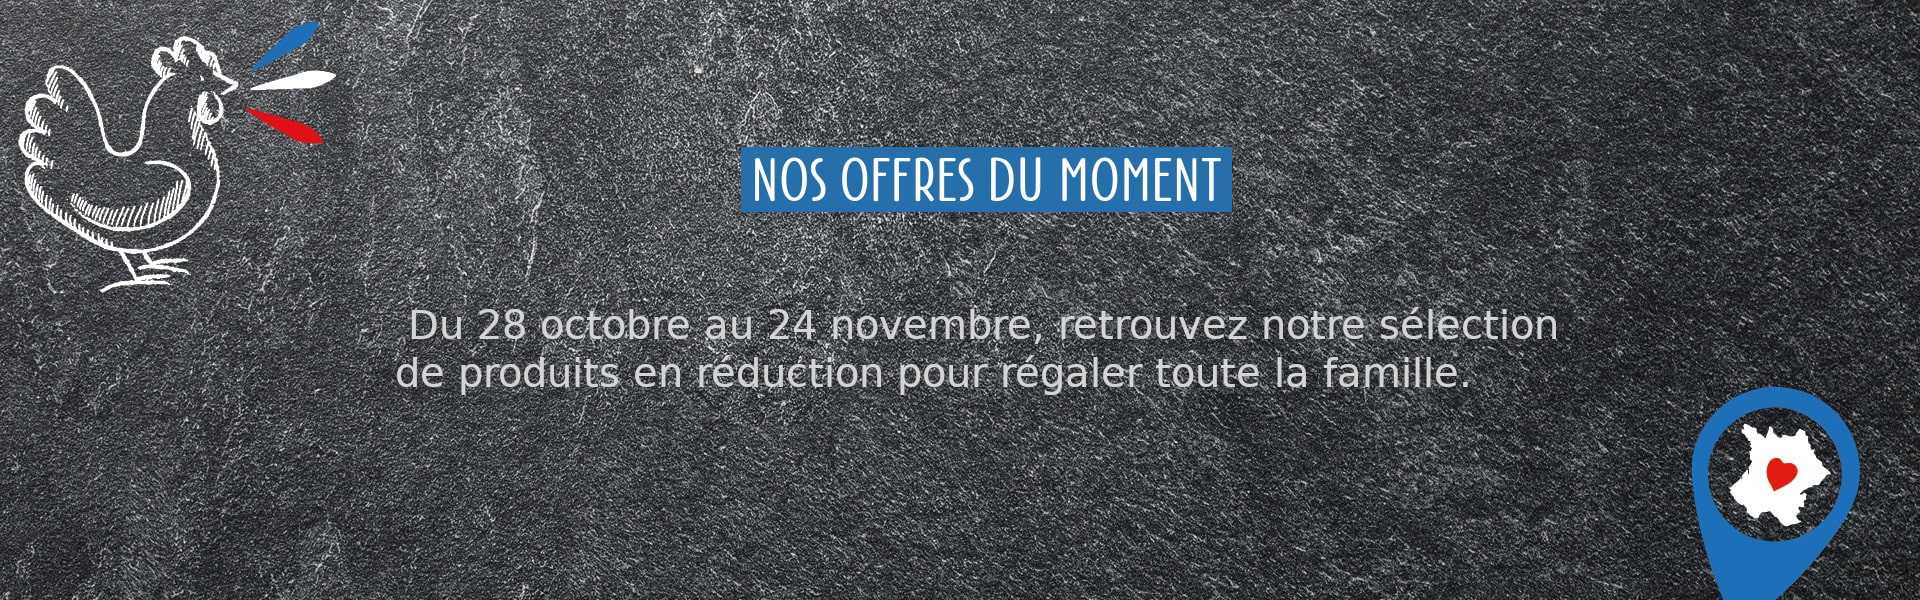 NOS OFFRES DU MOMENT
Du 28 octobre au 24 novembre, retrouvez notre sélection
de produits en réduction pour régaler toute la famille.